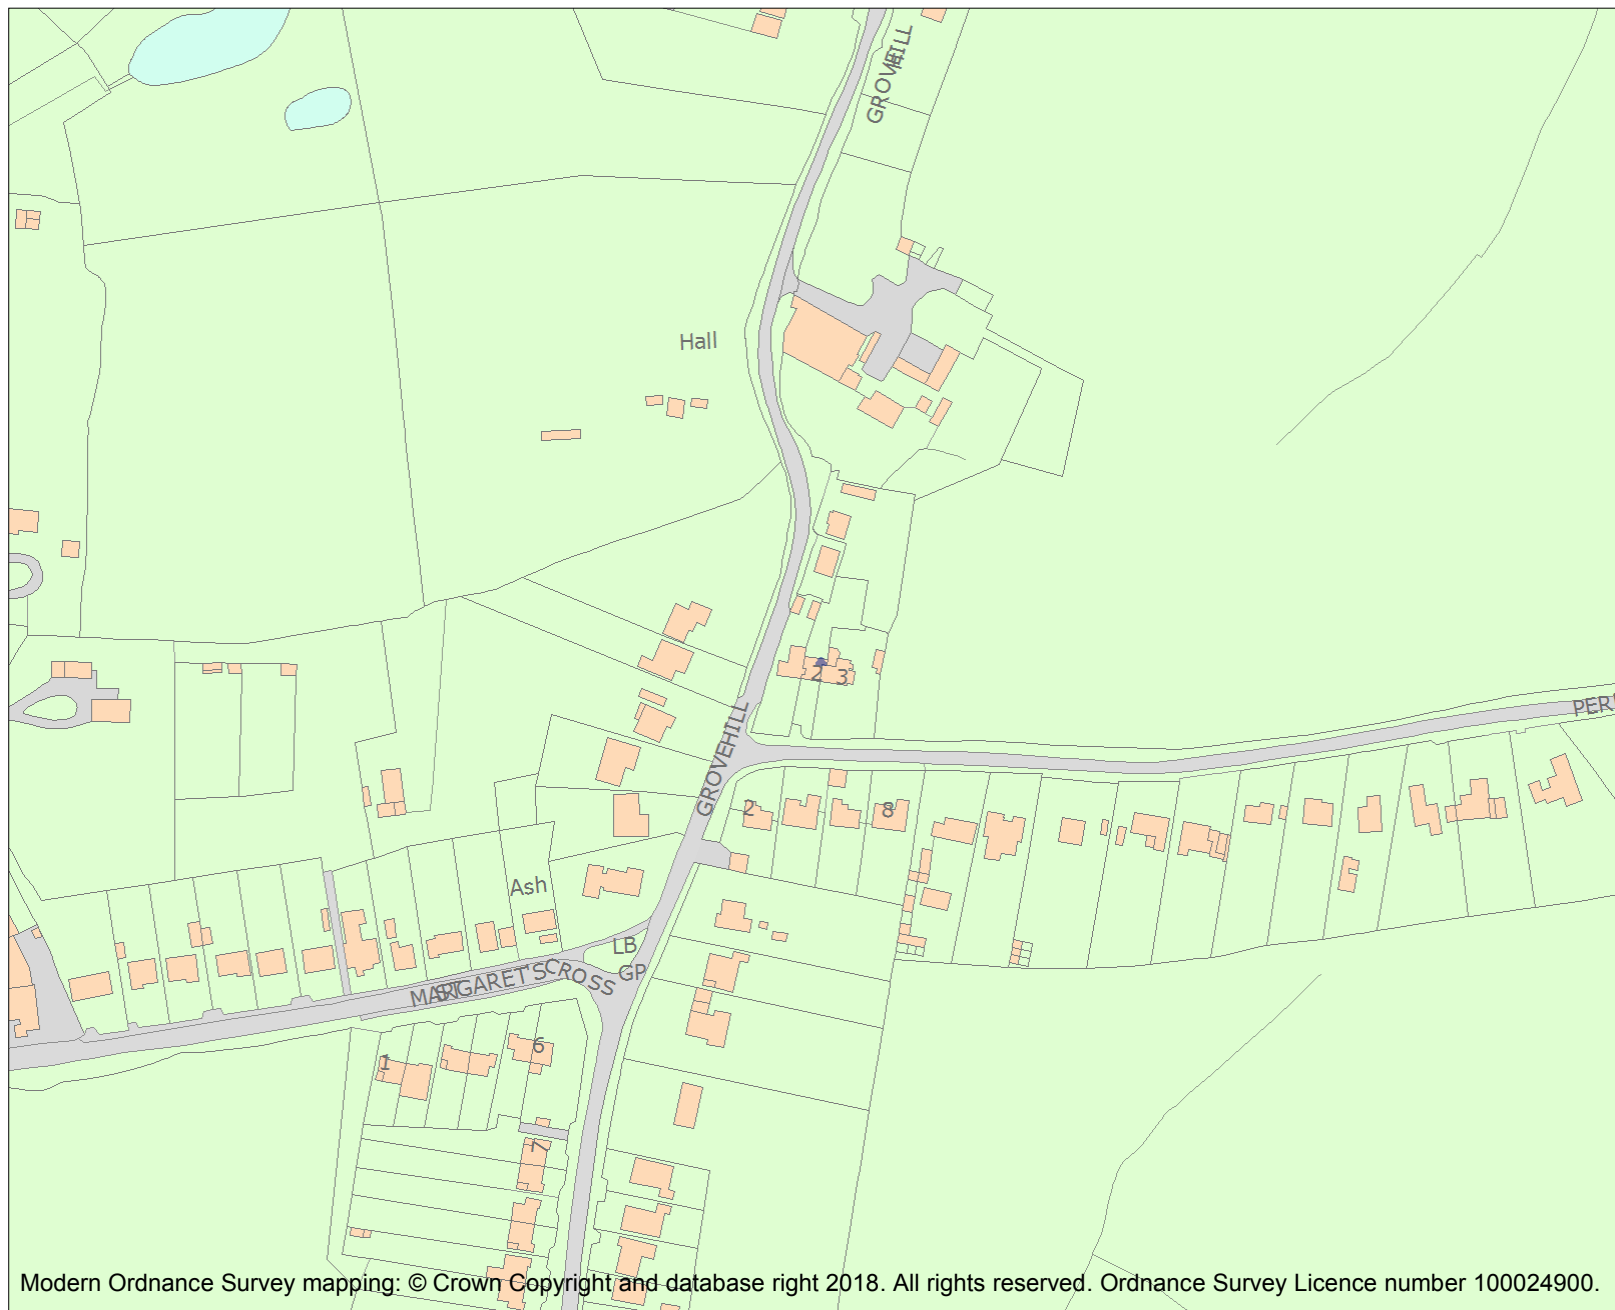 GROVEHILL
Hall
2 3
PER
GROVEHILL
2
8
Ash
LB
GP
ST MARGARET'S CROSS
1
6
7
Modern Ordnance Survey mapping: © Crown Copyright and database right 2018. All rights reserved. Ordnance Survey Licence number 100024900.